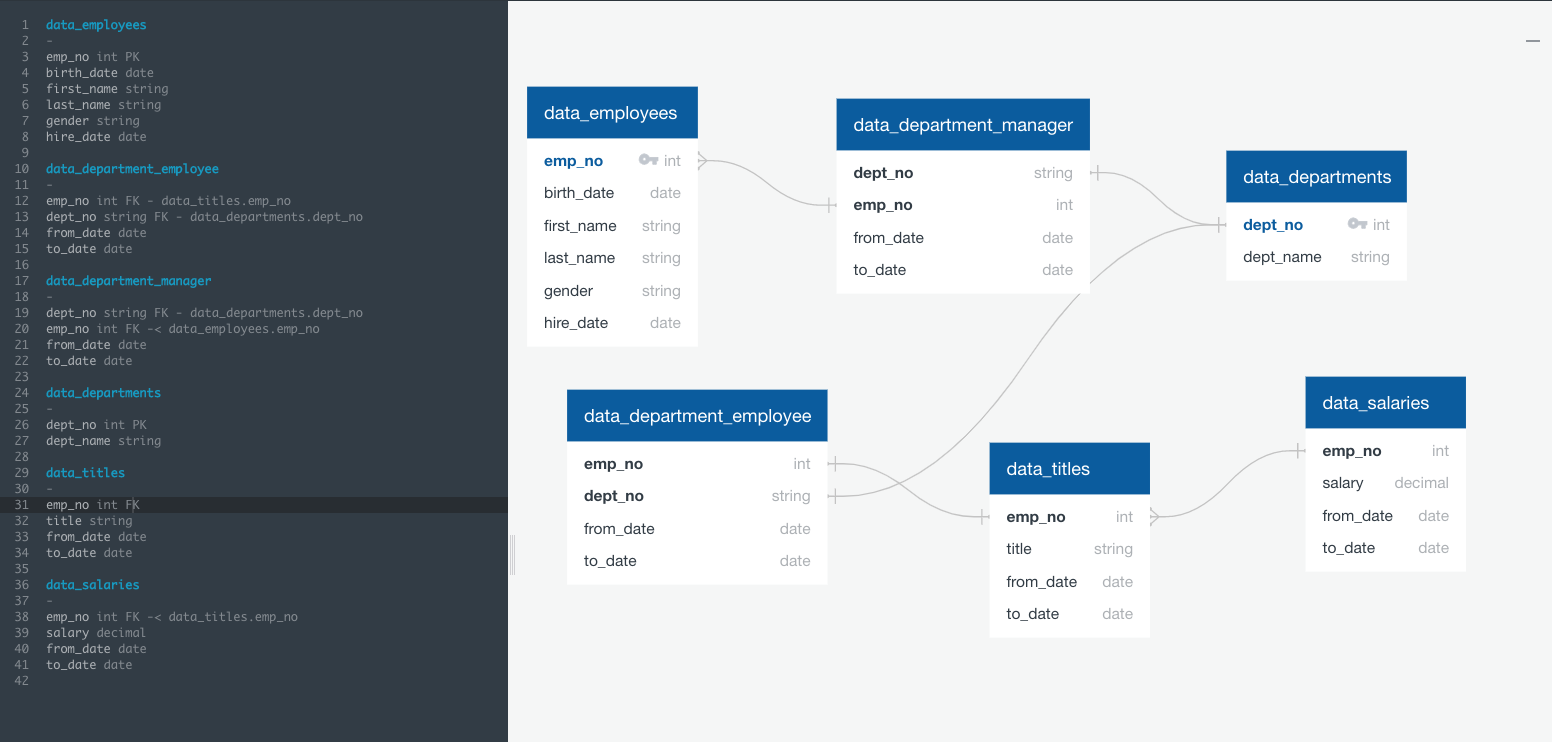 1 data_employees
2 -
3 emp_no int PK
4 birth_date date
5 first_name string
6 last_name string
7 gender string
8 hire_date date
9
10 data_department_employee
11 -
12 emp_no int FK - data_titles.emp_no
13 dept_no string FK - data_departments.dept_no
14 from_date date
15 to_date date
16
17 data_department_manager
18 -
19 dept_no string FK - data_departments.dept_no
20 emp_no int FK -< data_employees.emp_no
21 from_date date
22 to_date date
23
24 data_departments
25 -
26 dept_no int PK
27 dept_name string
28
29 data_titles
30 -
31 emp_no int FK
32 title string
33 from_date date
34 to_date date
35
36 data_salaries
37 -
38 emp_no int FK -< data_titles.emp_no
39 salary decimal
40 from_date date
41 to_date date
42
data_employees
emp_no int
birth_date date
first_name string
last_name string
gender string
hire_date date
data_department_manager
dept_no string
emp_no int
from_date date
to_date date
data_departments
dept_no int
dept_name string
data_department_employee
emp_no int
dept_no string
from_date date
to_date date
data_titles
emp_no int
title string
from_date date
to_date date
data_salaries
emp_no int
salary decimal
from_date date
to_date date